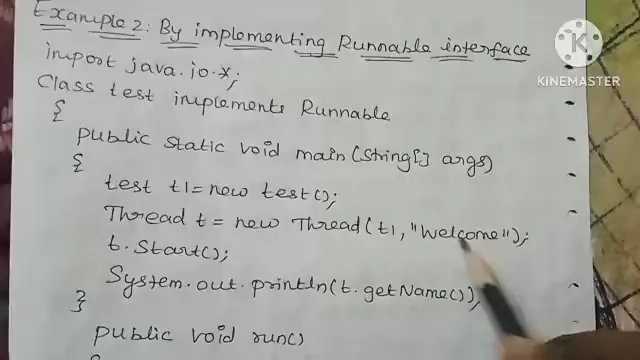 Example 2: By implementing Runnable interface
import java.io.*;
Class test implements Runnable
{
public static void main(String[] args)
{
test t1=new test();
Thread t = new Thread(t1,"Welcome");
t.Start();
System.out.println(t.getName());
}
public void run()
{
KINEMASTER